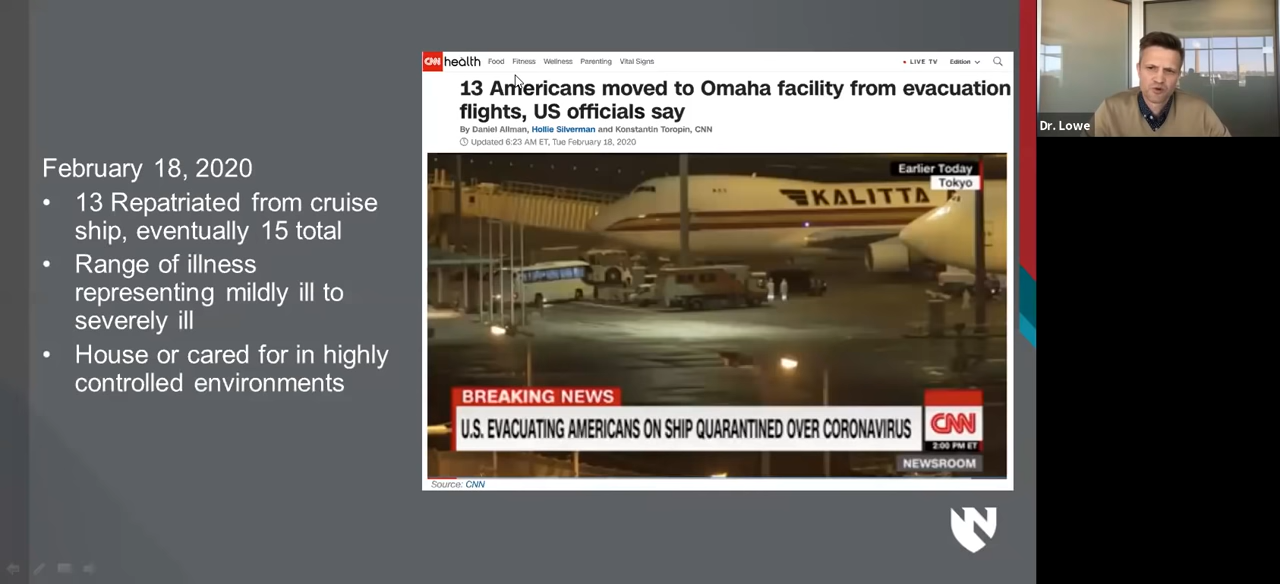 February 18, 2020
• 13 Repatriated from cruise
ship, eventually 15 total
• Range of illness
representing mildly ill to
severely ill
• House or cared for in highly
controlled environments
CNN health Food Fitness Wellness Parenting Vital Signs • LIVE TV Edition
13 Americans moved to Omaha facility from evacuation
flights, US officials say
By Daniel Allman, Hollie Silverman and Konstantin Toropin, CNN
Updated 6:23 AM ET, Tue February 18, 2020
Earlier Today
Tokyo
KALITTA
BREAKING NEWS
U.S. EVACUATING AMERICANS ON SHIP QUARANTINED OVER CORONAVIRUS
CNN
2:00 PM ET
NEWSROOM
Source: CNN
N
Dr. Lowe